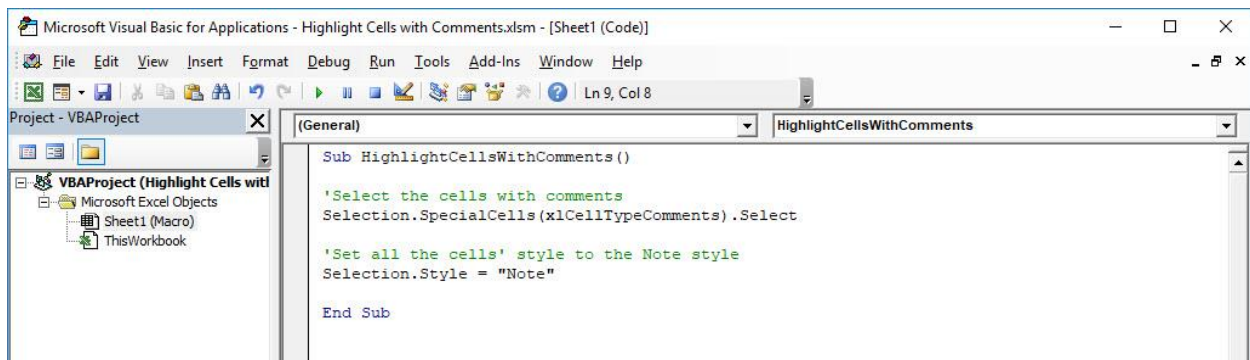 Microsoft Visual Basic for Applications - Highlight Cells with Comments.xlsm - [Sheet1 (Code)]
File Edit View Insert Format Debug Run Tools Add-Ins Window Help
Ln 9, Col 8
Project - VBAProject
(General)
HighlightCellsWithComments
VBAProject (Highlight Cells with
Microsoft Excel Objects
Sheet1 (Macro)
ThisWorkbook
Sub HighlightCellsWithComments()
'Select the cells with comments
Selection.SpecialCells(xlCellTypeComments).Select
'Set all the cells' style to the Note style
Selection.Style = "Note"
End Sub